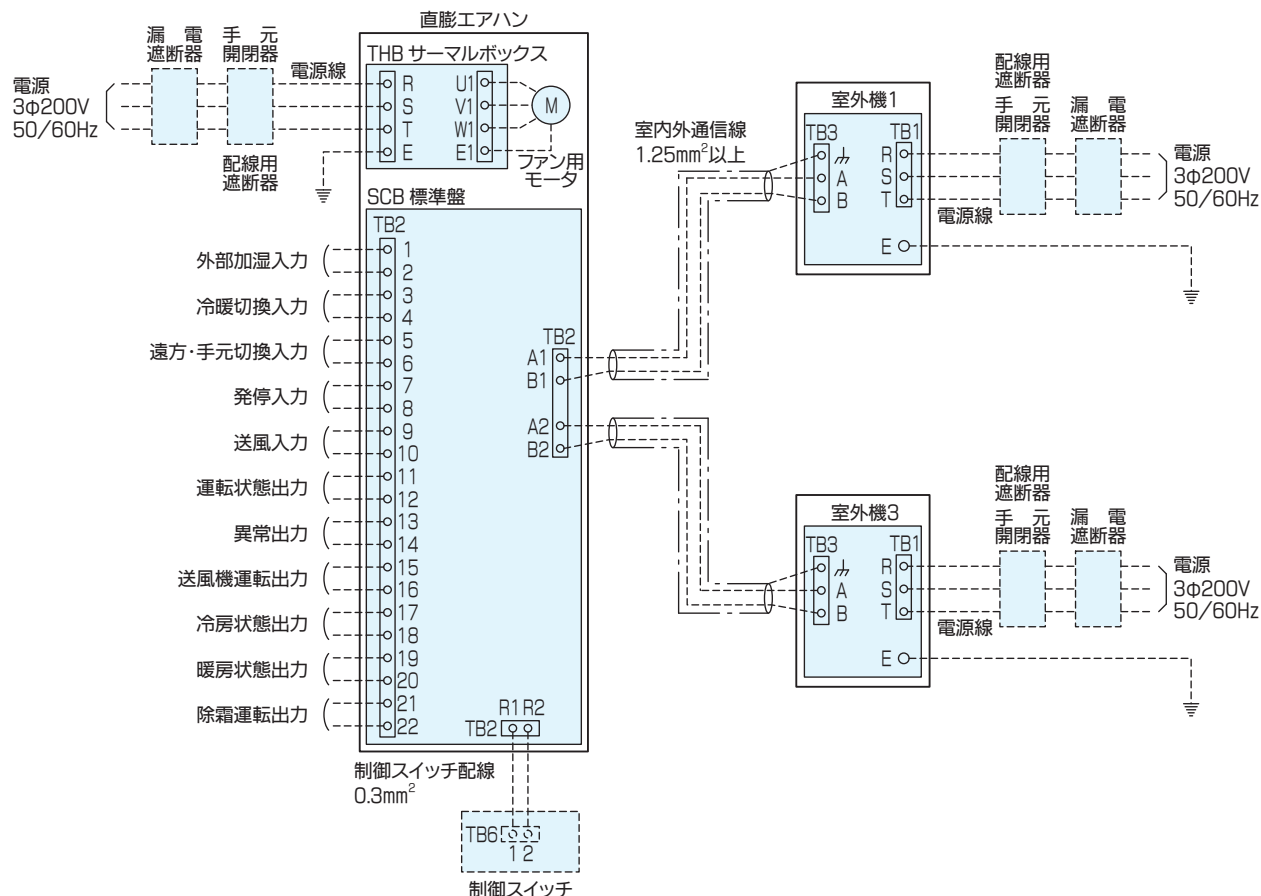 直膨エアハン
THB サーマルボックス
漏電
遮断器
手元
開閉器
電源線
電源
3φ200V
50/60Hz
配線用
遮断器
R
S
T
E
U1
V1
W1
E1
M
ファン用
モータ
SCB 標準盤
TB2
外部加湿入力
1
2
冷暖切換入力
3
4
遠方・手元切換入力
5
6
発停入力
7
8
送風入力
9
10
運転状態出力
11
12
異常出力
13
14
送風機運転出力
15
16
冷房状態出力
17
18
暖房状態出力
19
20
除霜運転出力
21
22
TB2
A1
B1
A2
B2
R1 R2
TB2
制御スイッチ配線
0.3mm²
TB6
1 2
制御スイッチ
室内外通信線
1.25mm²以上
室外機1
TB3
TB1
A
B
R
S
T
E
電源線
配線用
遮断器
手元
開閉器
漏電
遮断器
電源
3φ200V
50/60Hz
室外機3
TB3
TB1
A
B
R
S
T
E
電源線
配線用
遮断器
手元
開閉器
漏電
遮断器
電源
3φ200V
50/60Hz